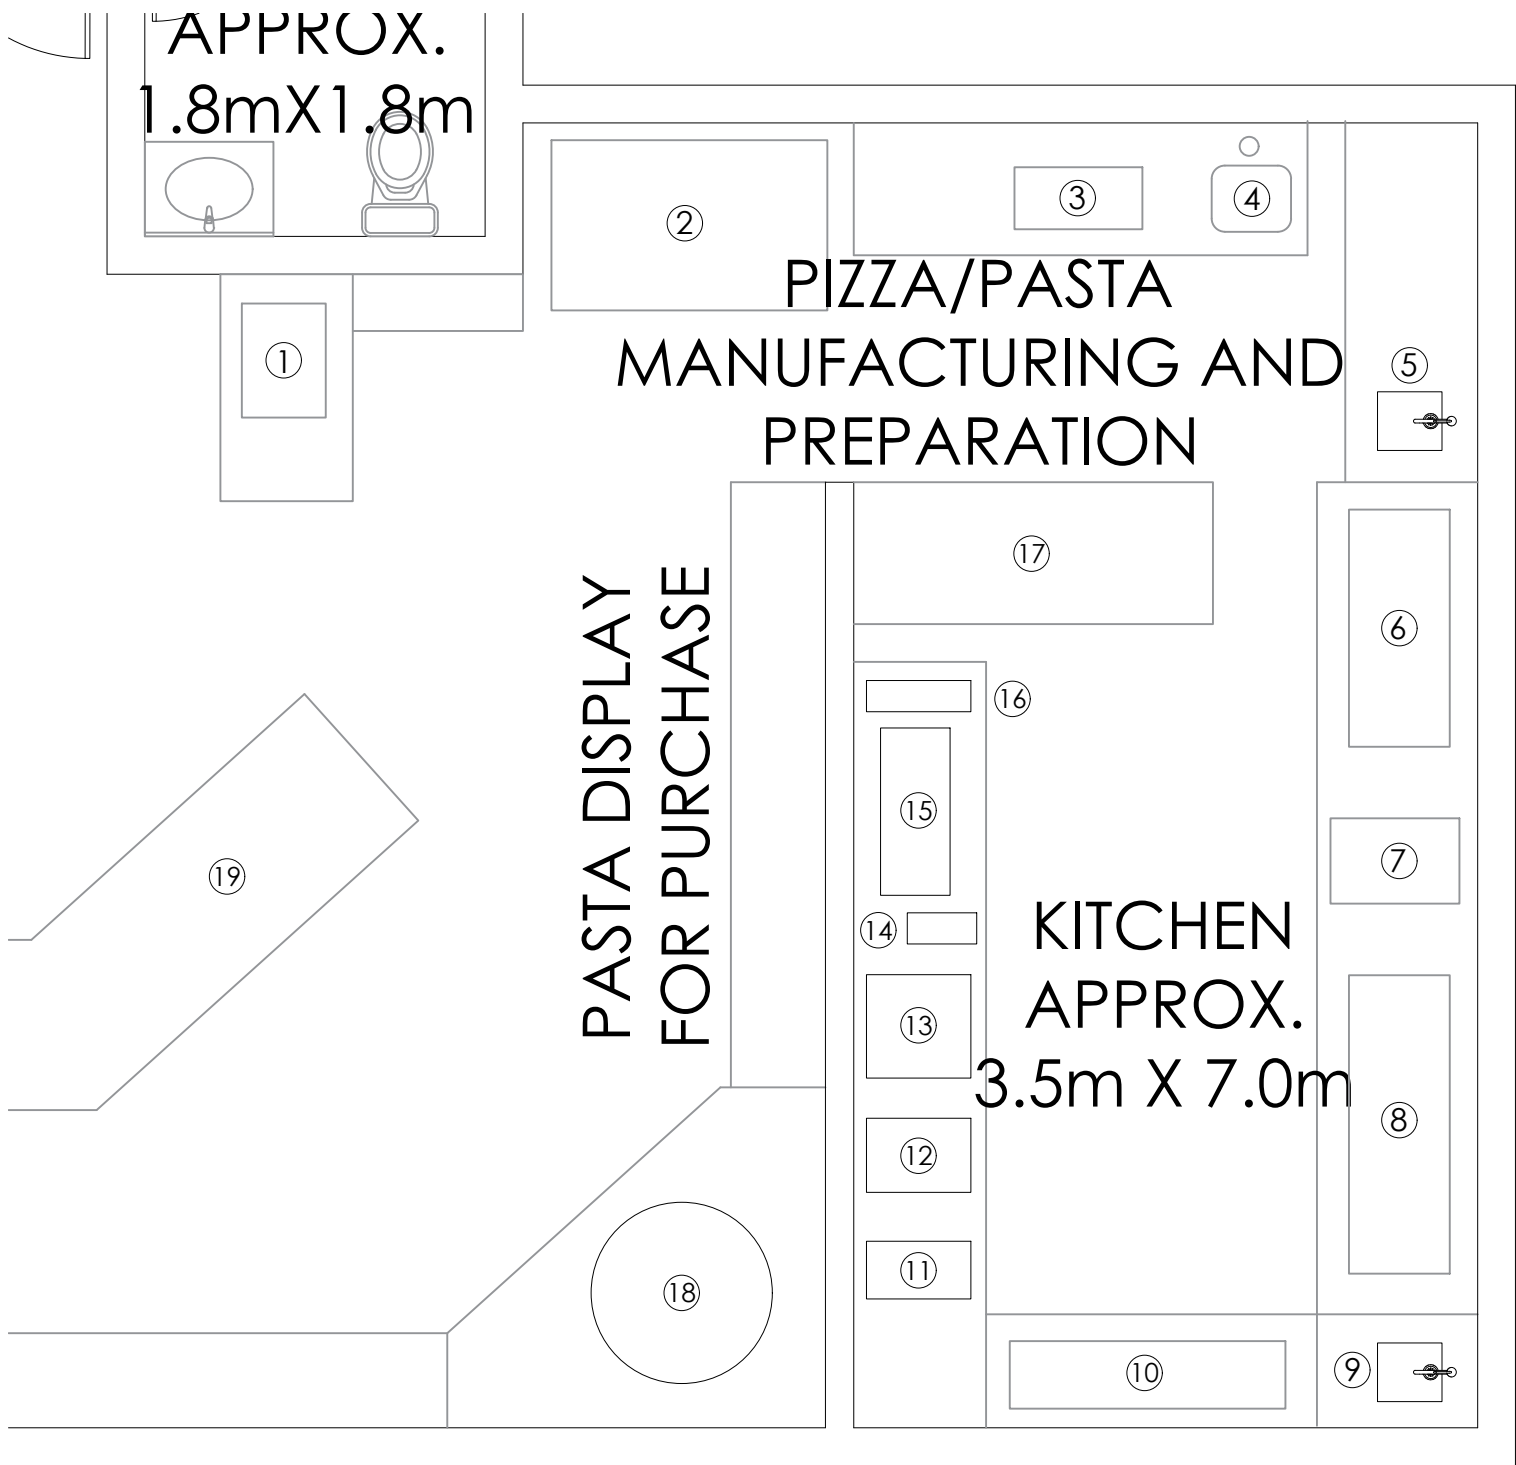 APPROX.
1.8mX1.8m
2
3
4
PIZZA/PASTA
MANUFACTURING AND
PREPARATION
1
5
17
6
PASTA DISPLAY
FOR PURCHASE
16
15
7
19
14
KITCHEN
APPROX.
3.5m X 7.0m
13
8
12
11
18
10
9